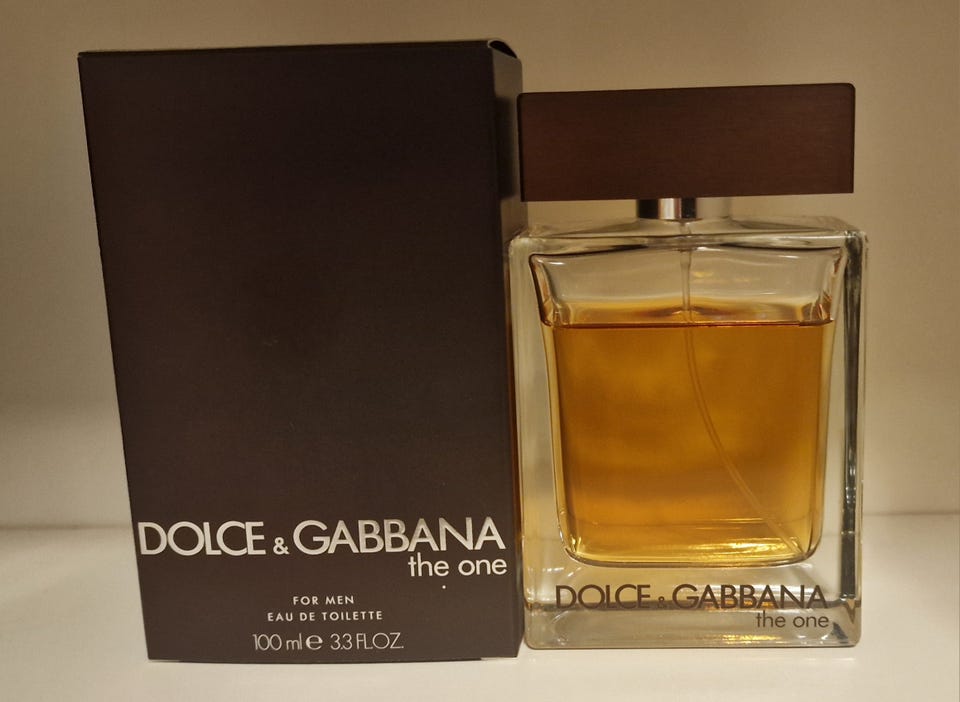 DOLCE & GABBANA
the one
FOR MEN
EAU DE TOILETTE
100 ml ℮ 3.3 FL.OZ.
DOLCE & GABBANA
the one